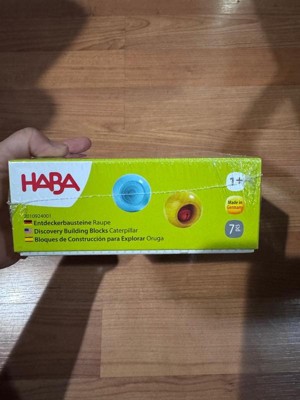 HABA
1+
Made in
Germany
Entdeckerbausteine Raupe
Discovery Building Blocks Caterpillar
Bloques de Construcción para Explorar Oruga
7